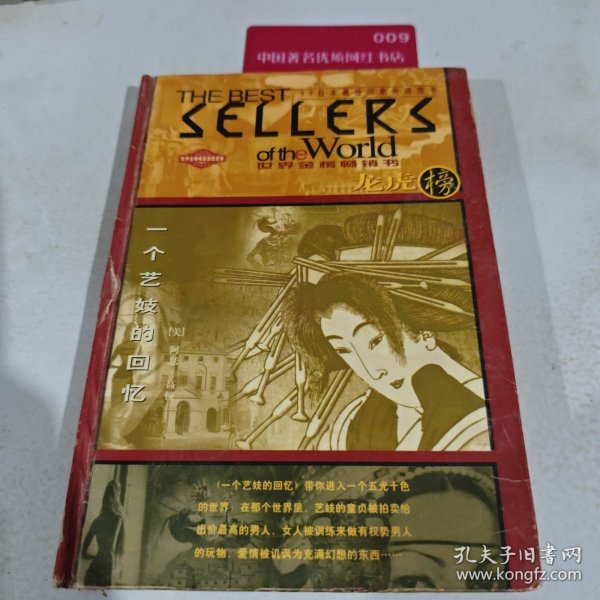 009
中国著名优质网红书店
THE BEST
SELLERS
of the World
世界金榜畅销书
龙虎榜
一个艺妓的回忆
[美]
《一个艺妓的回忆》带你进入一个五光十色
的世界：在那个世界里，艺妓的童贞被拍卖给
出价最高的男人，女人被训练来做有权势男人
的玩物，爱情被讥讽为充满幻想的东西……
孔夫子旧书网
www.kongfz.com